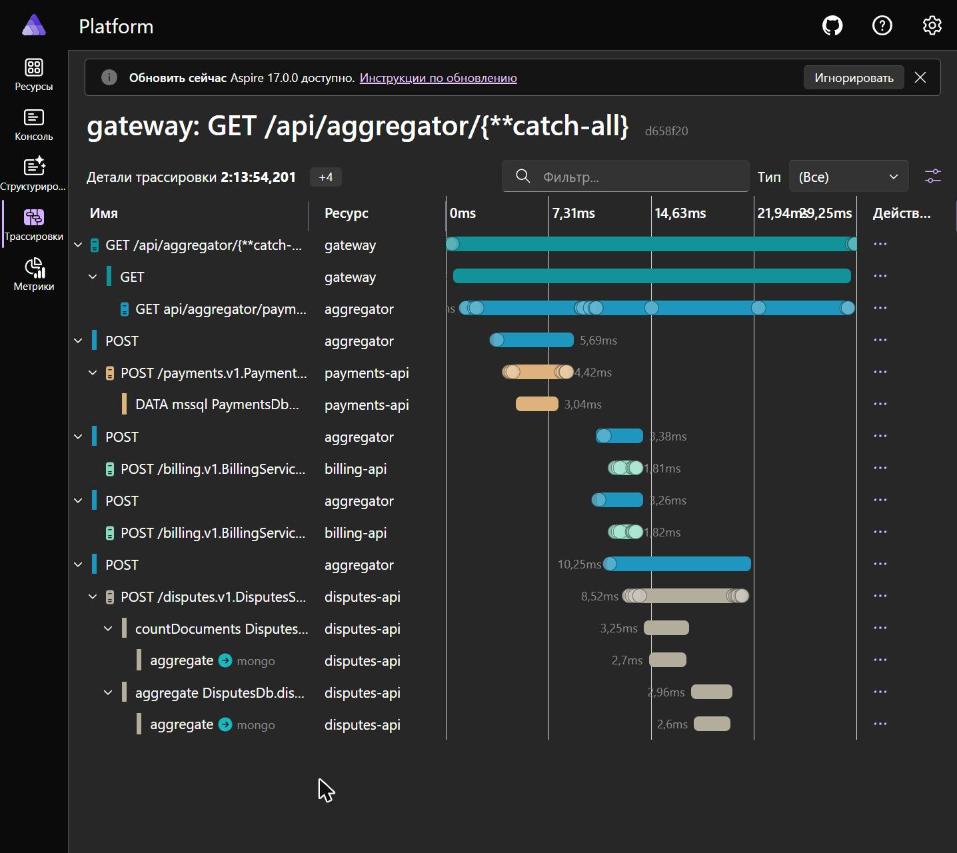 Platform
Обновить сейчас Aspire 17.0.0 доступно. Инструкции по обновлению
Игнорировать
Ресурсы
Консоль
Структуриро...
Трассировки
Метрики
gateway: GET /api/aggregator/{**catch-all} d658f20
Детали трассировки 2:13:54,201 +4
Фильтр...
Тип (Все)
Имя Ресурс 0ms 7,31ms 14,63ms 21,94ms 29,25ms Действ...
GET /api/aggregator/{**catch-... gateway
GET gateway
GET api/aggregator/paym... aggregator
POST aggregator 5,69ms
POST /payments.v1.Payment... payments-api 4,42ms
DATA mssql PaymentsDb... payments-api 3,04ms
POST aggregator 3,38ms
POST /billing.v1.BillingServic... billing-api 1,81ms
POST aggregator 3,26ms
POST /billing.v1.BillingServic... billing-api 1,82ms
POST aggregator 10,25ms
POST /disputes.v1.DisputesS... disputes-api 8,52ms
countDocuments Disputes... disputes-api 3,25ms
aggregate mongo disputes-api 2,7ms
aggregate DisputesDb.dis... disputes-api 2,96ms
aggregate mongo disputes-api 2,6ms